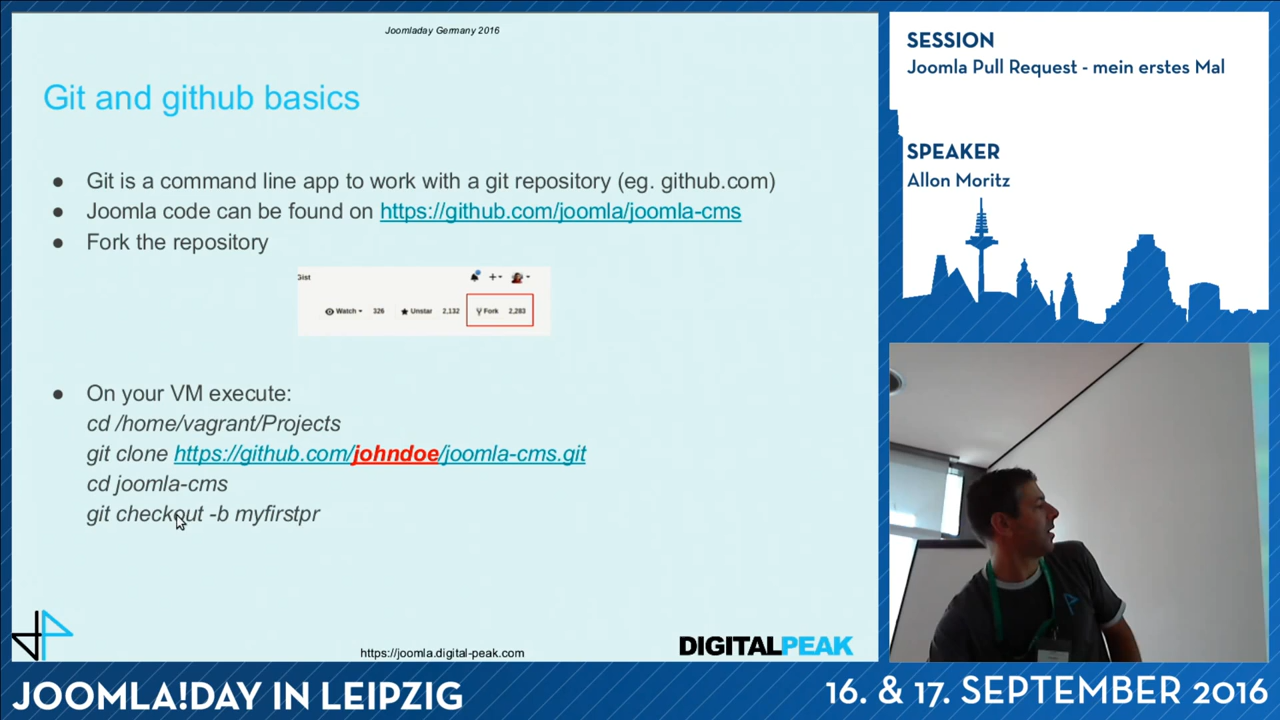 Joomladay Germany 2016
Git and github basics
● Git is a command line app to work with a git repository (eg. github.com)
● Joomla code can be found on https://github.com/joomla/joomla-cms
● Fork the repository
Gist
Watch 326 Unstar 2,132 Fork 2,283
● On your VM execute:
cd /home/vagrant/Projects
git clone https://github.com/johndoe/joomla-cms.git
cd joomla-cms
git checkout -b myfirstpr
https://joomla.digital-peak.com
DIGITALPEAK
SESSION
Joomla Pull Request - mein erstes Mal
SPEAKER
Allon Moritz
JOOMLA!DAY IN LEIPZIG
16. & 17. SEPTEMBER 2016